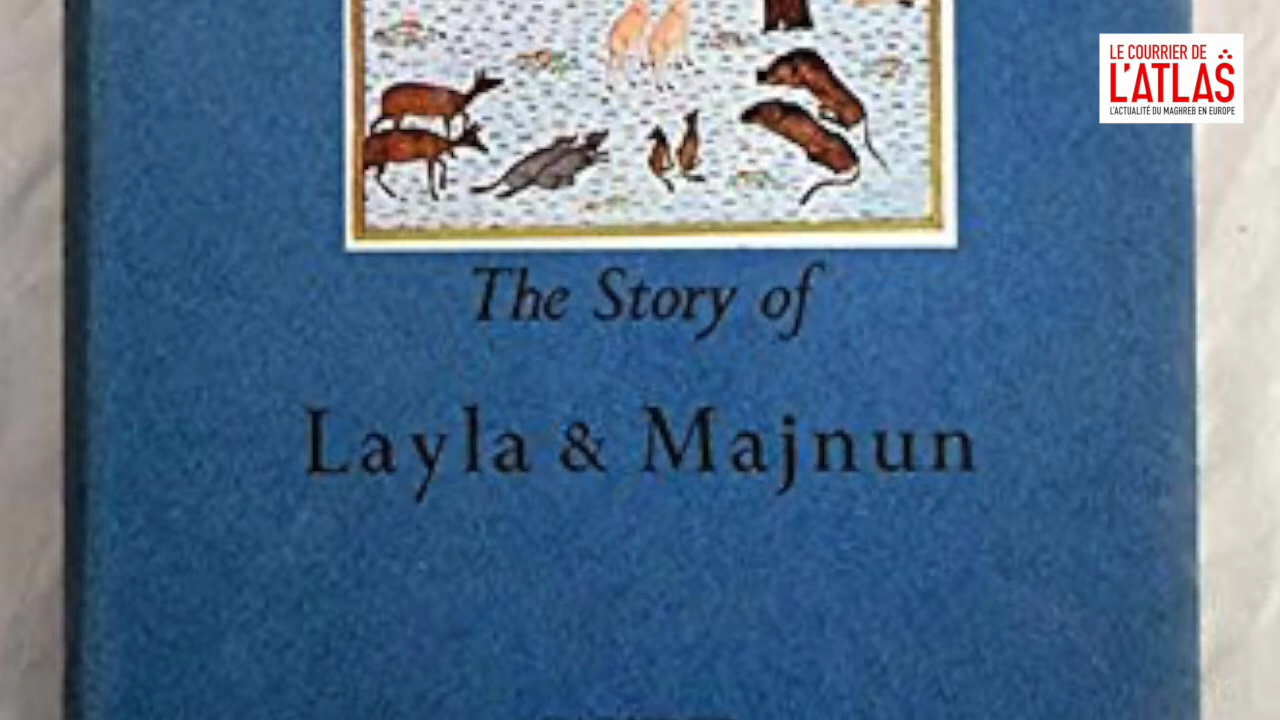 LE COURRIER DE
L'ATLAS
L'ACTUALITÉ DU MAGHREB EN EUROPE
The Story of
Layla & Majnun